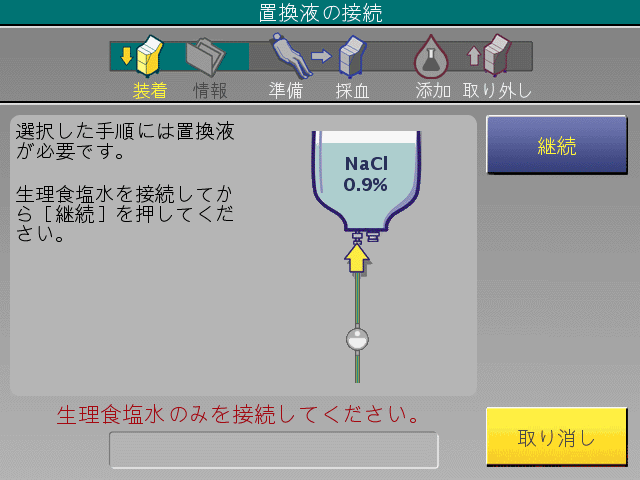 置換液の接続
装着 情報 準備 採血 添加 取り外し
選択した手順には置換液
が必要です。
生理食塩水を接続してか
ら［継続］を押してくだ
さい。
NaCl
0.9%
継続
生理食塩水のみを接続してください。
取り消し